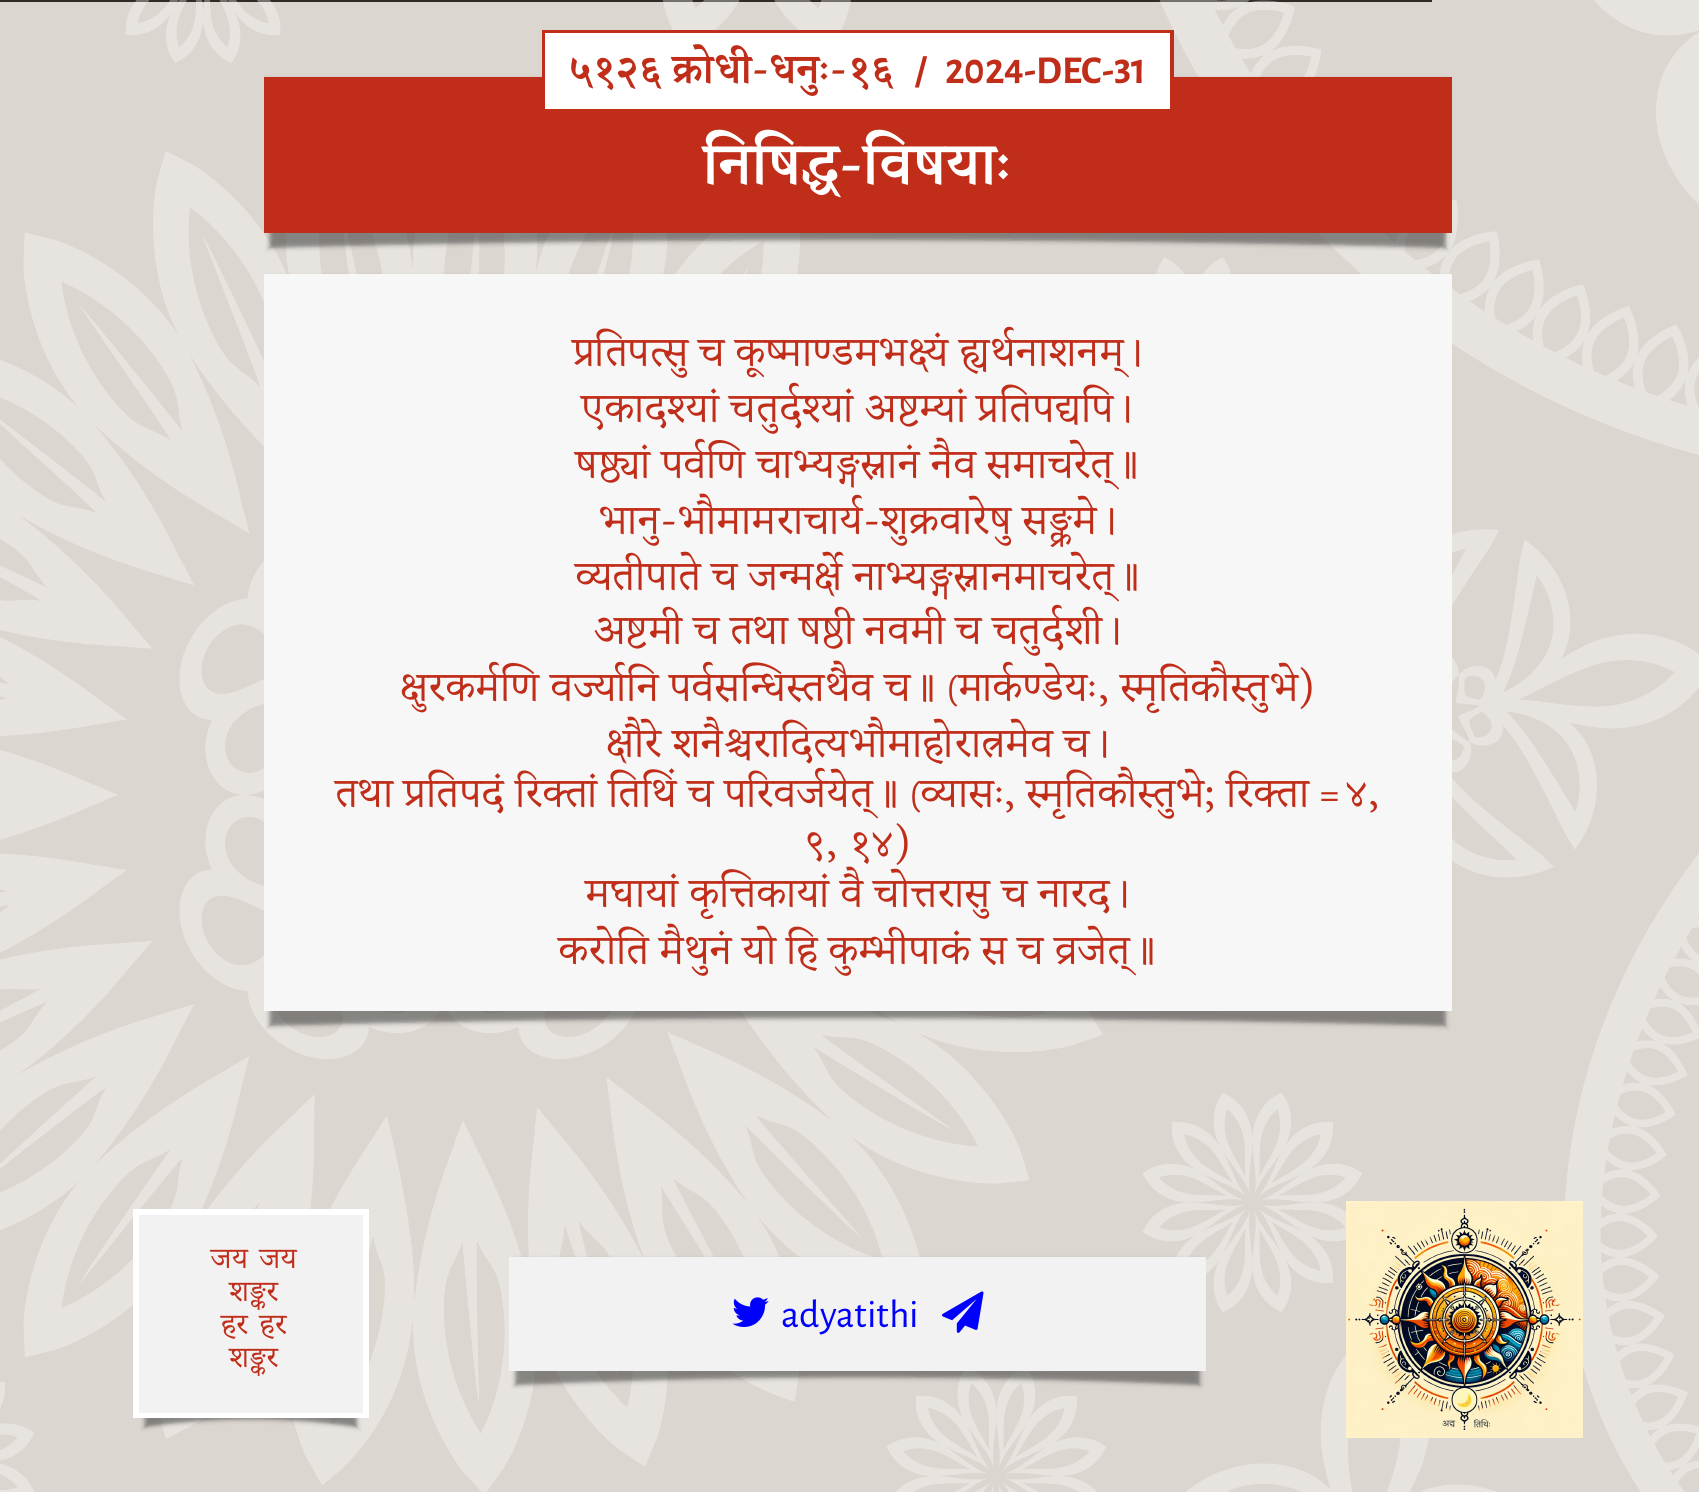 ५१२६ क्रोधी-धनुः-१६ / 2024-DEC-31
निषिद्ध-विषयाः
प्रतिपत्सु च कूष्माण्डमभक्ष्यं ह्यर्थनाशनम्।
एकादश्यां चतुर्दश्यां अष्टम्यां प्रतिपद्यपि।
षष्ठ्यां पर्वणि चाभ्यङ्गस्नानं नैव समाचरेत्॥
भानु-भौमामराचार्य-शुक्रवारेषु सङ्क्रमे।
व्यतीपाते च जन्मर्क्षे नाभ्यङ्गस्नानमाचरेत्॥
अष्टमी च तथा षष्ठी नवमी च चतुर्दशी।
क्षुरकर्मणि वर्ज्यानि पर्वसन्धिस्तथैव च॥ (मार्कण्डेयः, स्मृतिकौस्तुभे)
क्षौरे शनैश्चरादित्यभौमाहोरात्रमेव च।
तथा प्रतिपदं रिक्तां तिथिं च परिवर्जयेत्॥ (व्यासः, स्मृतिकौस्तुभे; रिक्ता = ४,
९, १४)
मघायां कृत्तिकायां वै चोत्तरासु च नारद।
करोति मैथुनं यो हि कुम्भीपाकं स च व्रजेत्॥
जय जय
शङ्कर
हर हर
शङ्कर
adyatithi
अद्य तिथिः